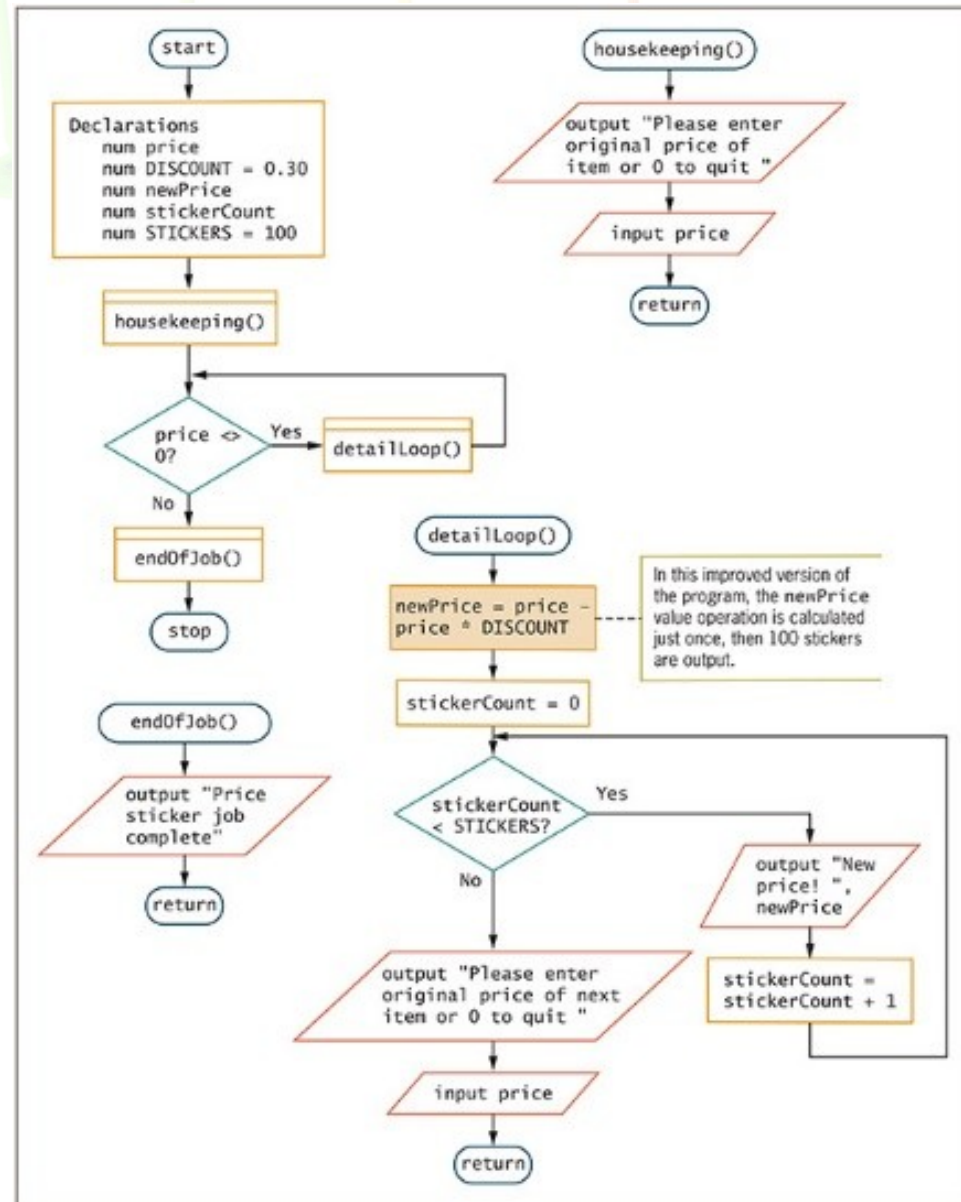 start
Declarations
num price
num DISCOUNT = 0.30
num newPrice
num stickerCount
num STICKERS = 100
housekeeping()
price <>
0?
Yes
detailLoop()
No
endOfJob()
stop
housekeeping()
output "Please enter
original price of
item or 0 to quit "
input price
return
detailLoop()
newPrice = price –
price * DISCOUNT
In this improved version of
the program, the newPrice
value operation is calculated
just once, then 100 stickers
are output.
stickerCount = 0
stickerCount
< STICKERS?
Yes
output "New
price! ",
newPrice
stickerCount =
stickerCount + 1
No
output "Please enter
original price of next
item or 0 to quit "
input price
return
endOfJob()
output "Price
sticker job
complete"
return